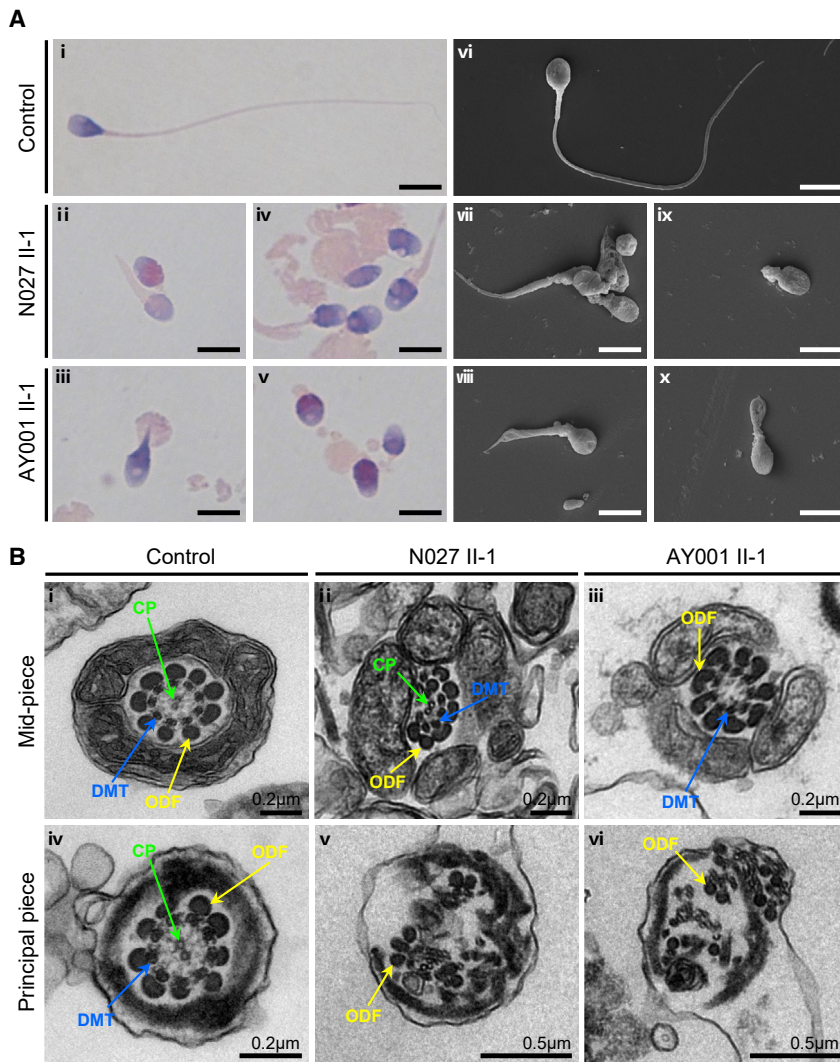 A
i
vi
Control
ii
iv
vii
ix
N027 II-1
iii
v
viii
x
AY001 II-1
B
Control
N027 II-1
AY001 II-1
i
CP
DMT
ODF
0.2μm
ii
CP
DMT
ODF
0.2μm
iii
ODF
DMT
0.2μm
Mid-piece
iv
CP
ODF
DMT
0.2μm
v
ODF
0.5μm
vi
ODF
0.5μm
Principal piece